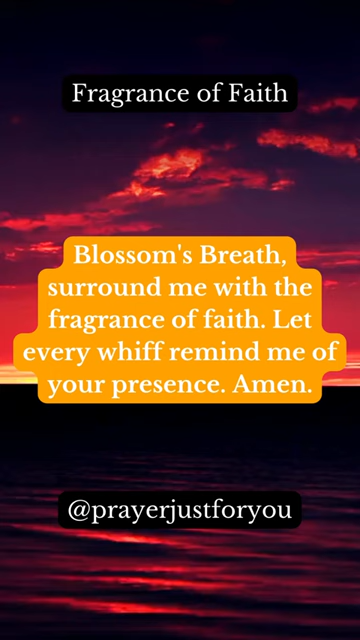 Fragrance of Faith
Blossom's Breath,
surround me with the
fragrance of faith. Let
every whiff remind me of
your presence. Amen.
@prayerjustforyou